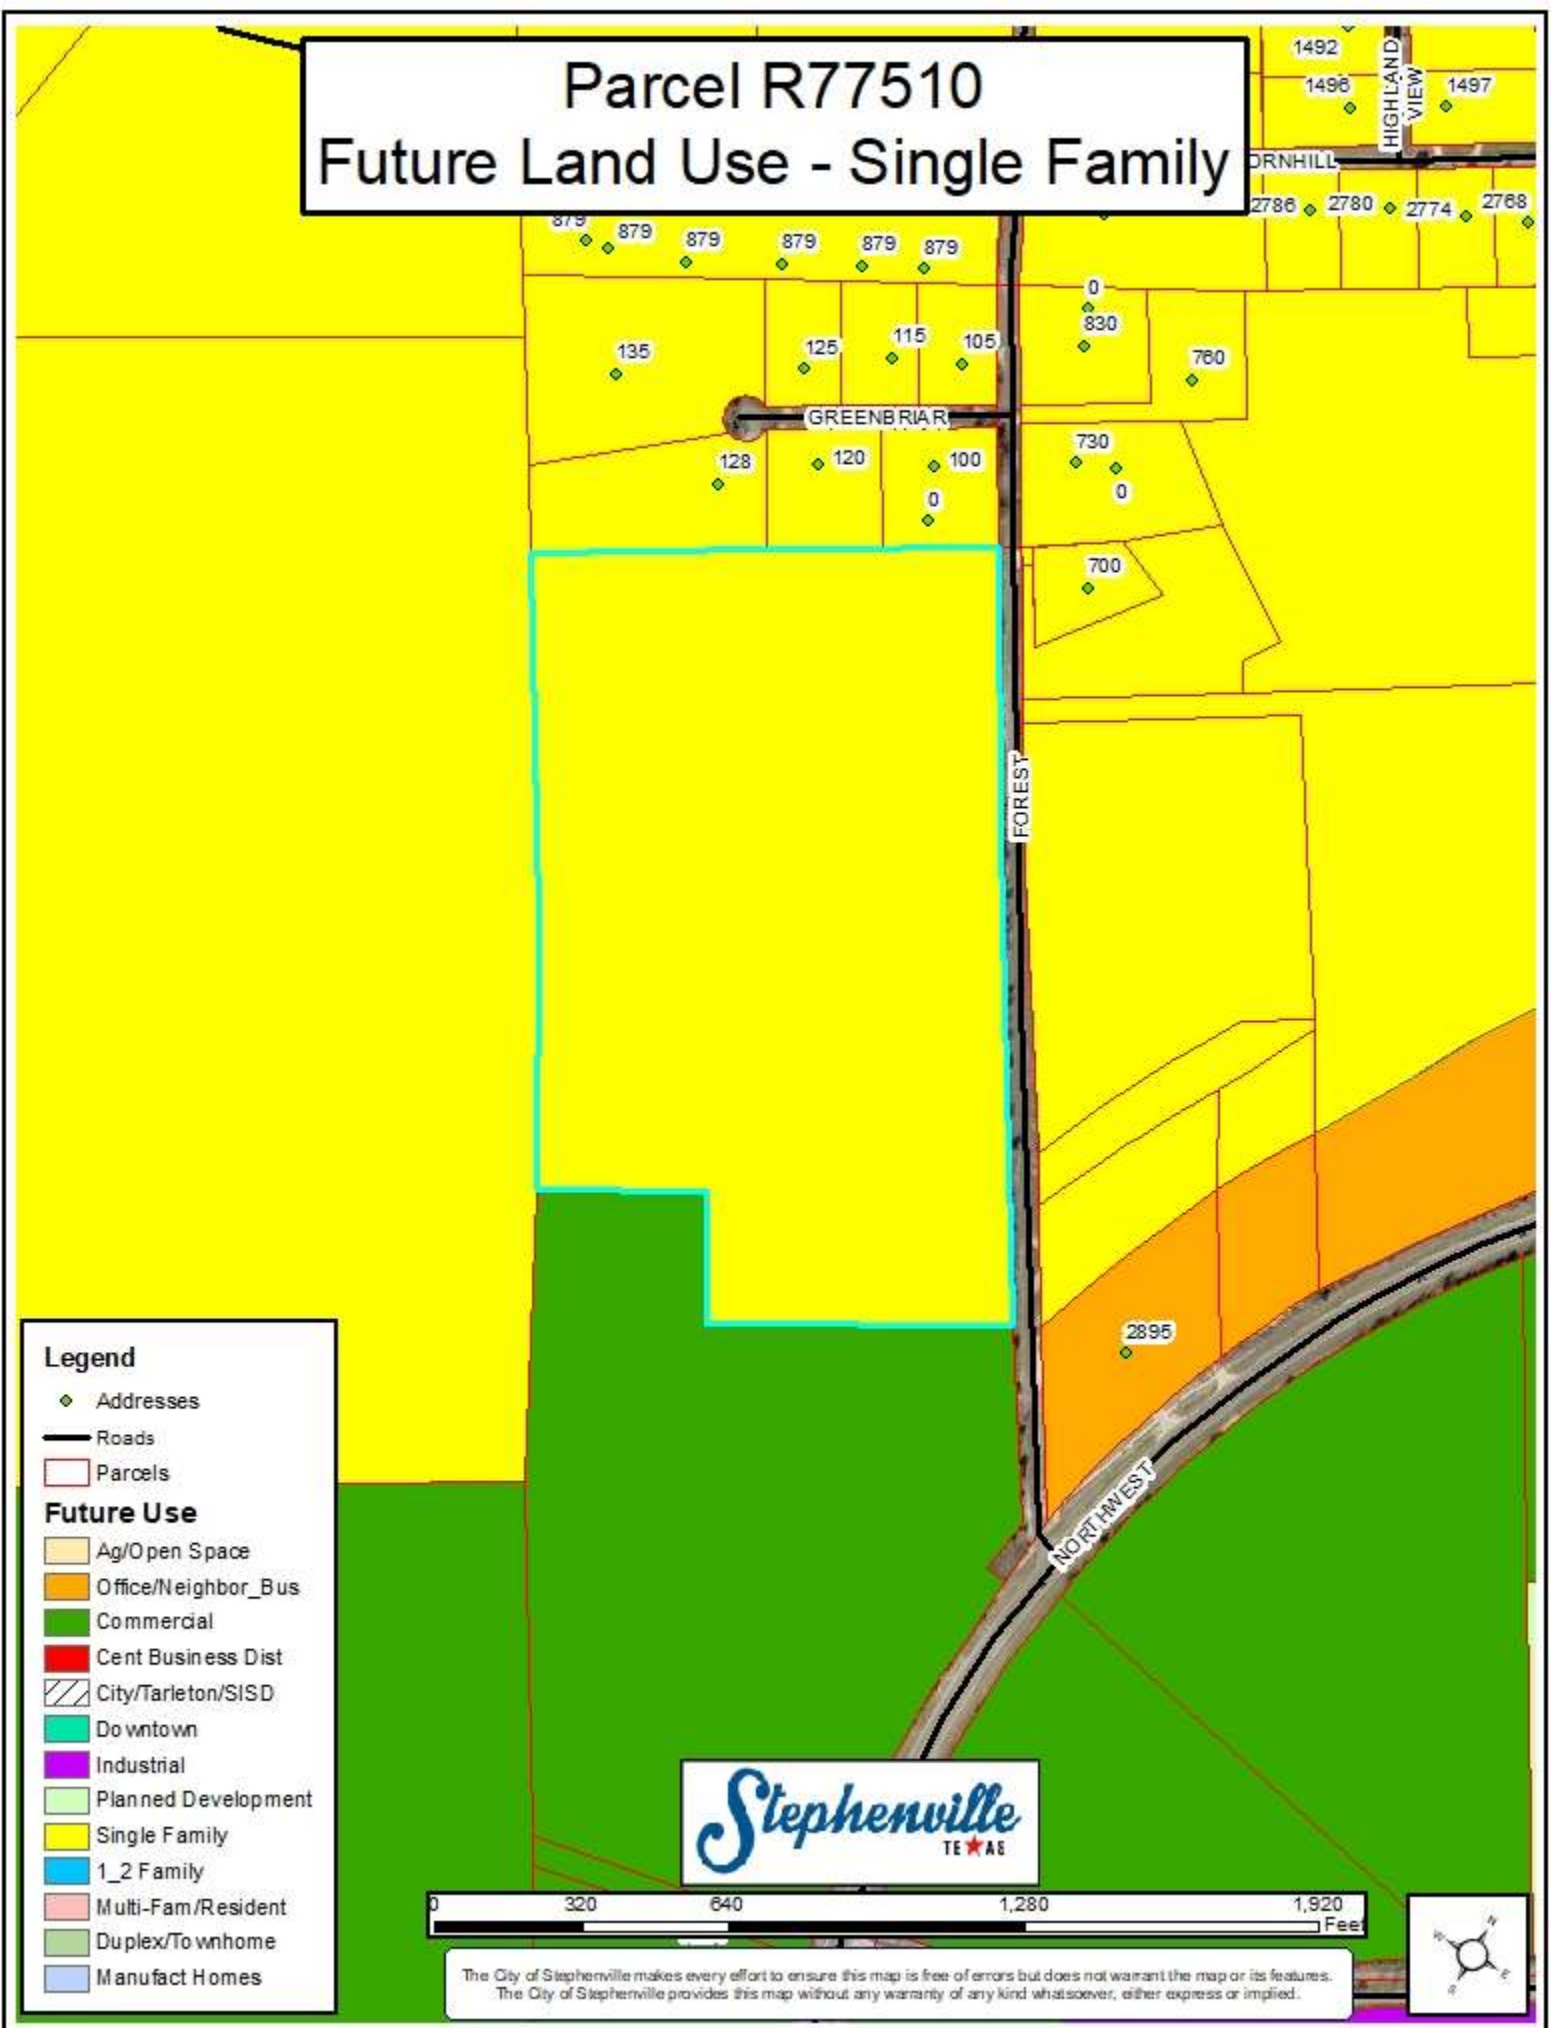 Parcel R77510
Future Land Use - Single Family
1492
1496
1497
HIGHLAND
VIEW
ORNHILL
2786
2780
2774
2768
879
879
879
879
879
879
0
830
135
125
115
105
760
GREENBRIAR
128
120
100
0
730
0
700
FOREST
2895
NORTHWEST
Legend
Addresses
Roads
Parcels
Future Use
Ag/Open Space
Office/Neighbor_Bus
Commercial
Cent Business Dist
City/Tarleton/SISD
Downtown
Industrial
Planned Development
Single Family
1_2 Family
Multi-Fam/Resident
Duplex/Townhome
Manufact Homes
Stephenville
TEXAS
0 320 640 1,280 1,920
Feet
The City of Stephenville makes every effort to ensure this map is free of errors but does not warrant the map or its features.
The City of Stephenville provides this map without any warranty of any kind whatsoever, either express or implied.
N
W
E
S